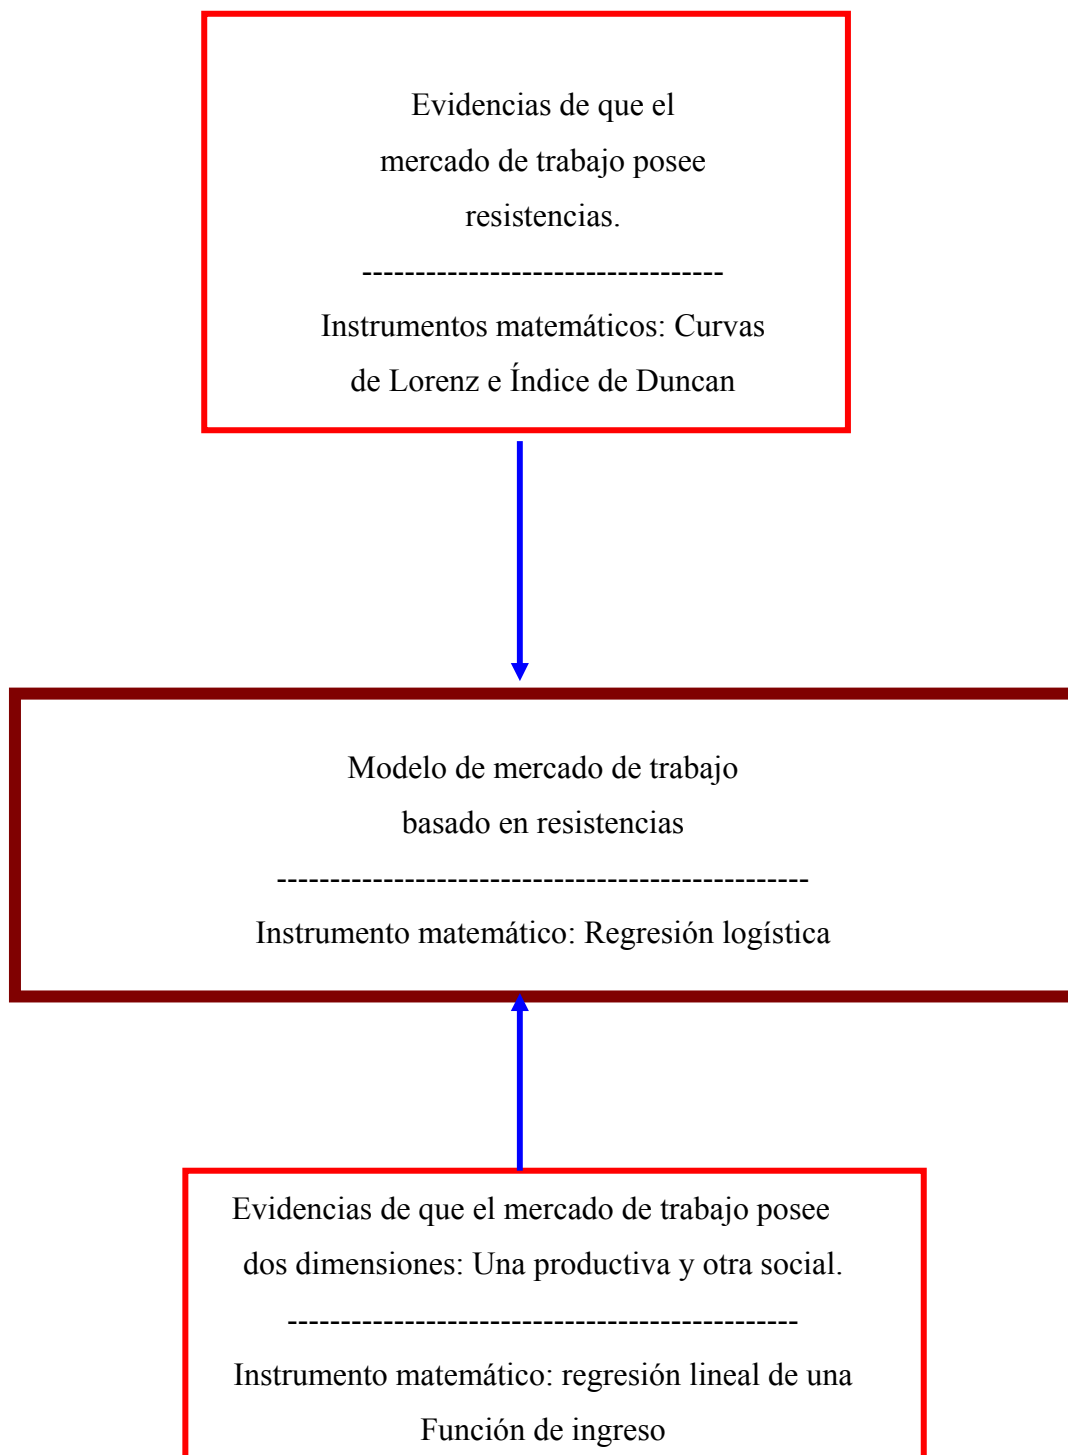 Evidencias de que el
mercado de trabajo posee
resistencias.
----------------------------------
Instrumentos matemáticos: Curvas
de Lorenz e Índice de Duncan
Modelo de mercado de trabajo
basado en resistencias
--------------------------------------------------
Instrumento matemático: Regresión logística
Evidencias de que el mercado de trabajo posee
dos dimensiones: Una productiva y otra social.
------------------------------------------------
Instrumento matemático: regresión lineal de una
Función de ingreso